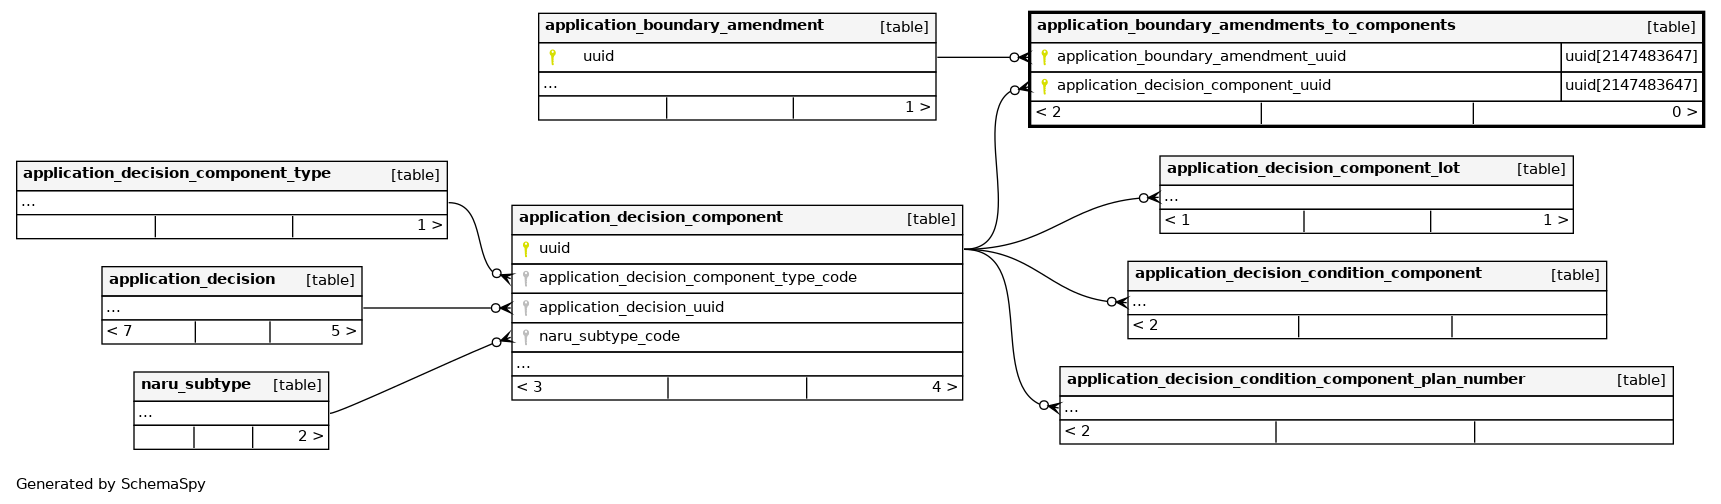 application_boundary_amendment [table]
uuid
...
1 >
application_boundary_amendments_to_components [table]
application_boundary_amendment_uuid uuid[2147483647]
application_decision_component_uuid uuid[2147483647]
< 2 0 >
application_decision_component_type [table]
...
1 >
application_decision [table]
...
< 7 5 >
naru_subtype [table]
...
2 >
application_decision_component [table]
uuid
application_decision_component_type_code
application_decision_uuid
naru_subtype_code
...
< 3 4 >
application_decision_component_lot [table]
...
< 1 1 >
application_decision_condition_component [table]
...
< 2
application_decision_condition_component_plan_number [table]
...
< 2
Generated by SchemaSpy